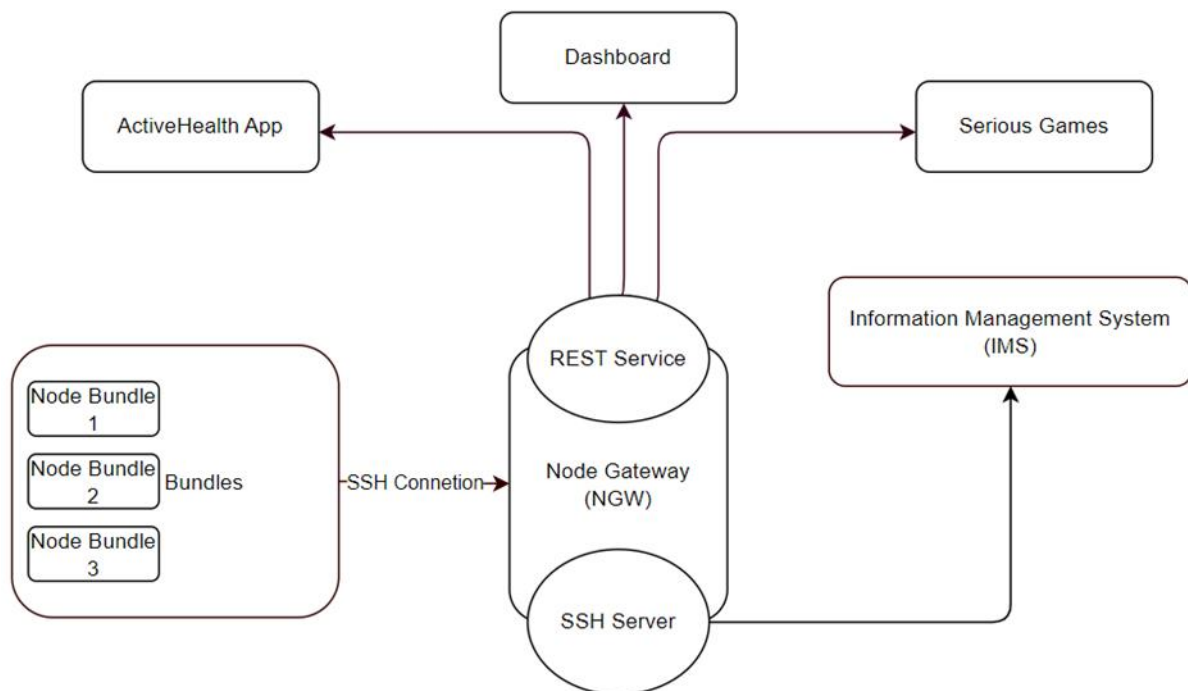 Dashboard
ActiveHealth App
Serious Games
Information Management System
(IMS)
REST Service
Node Bundle
1
Node Bundle
2
Bundles
Node Bundle
3
SSH Connetion
Node Gateway
(NGW)
SSH Server